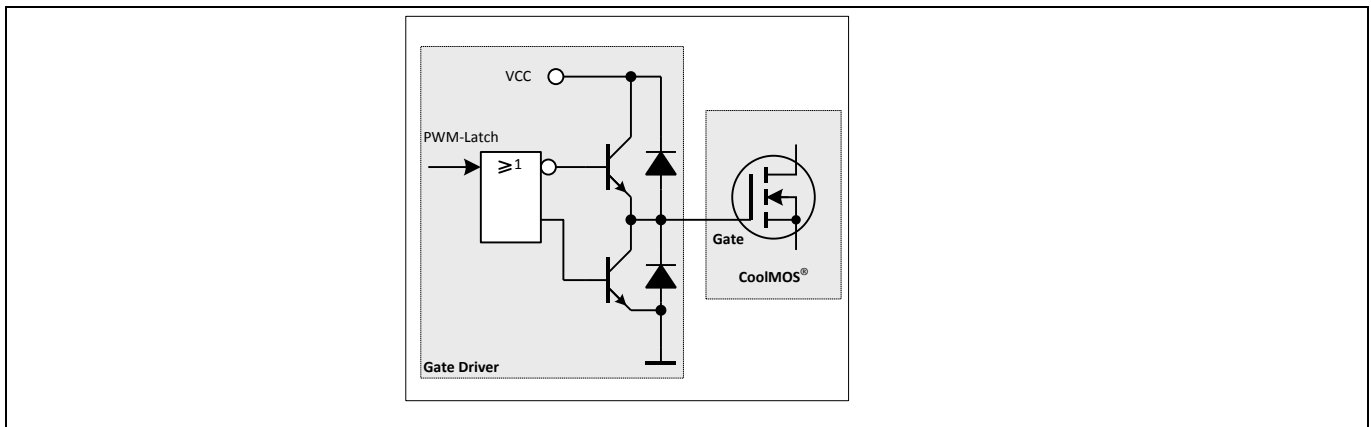 VCC
PWM-Latch
⩾1
Gate
CoolMOS®
Gate Driver